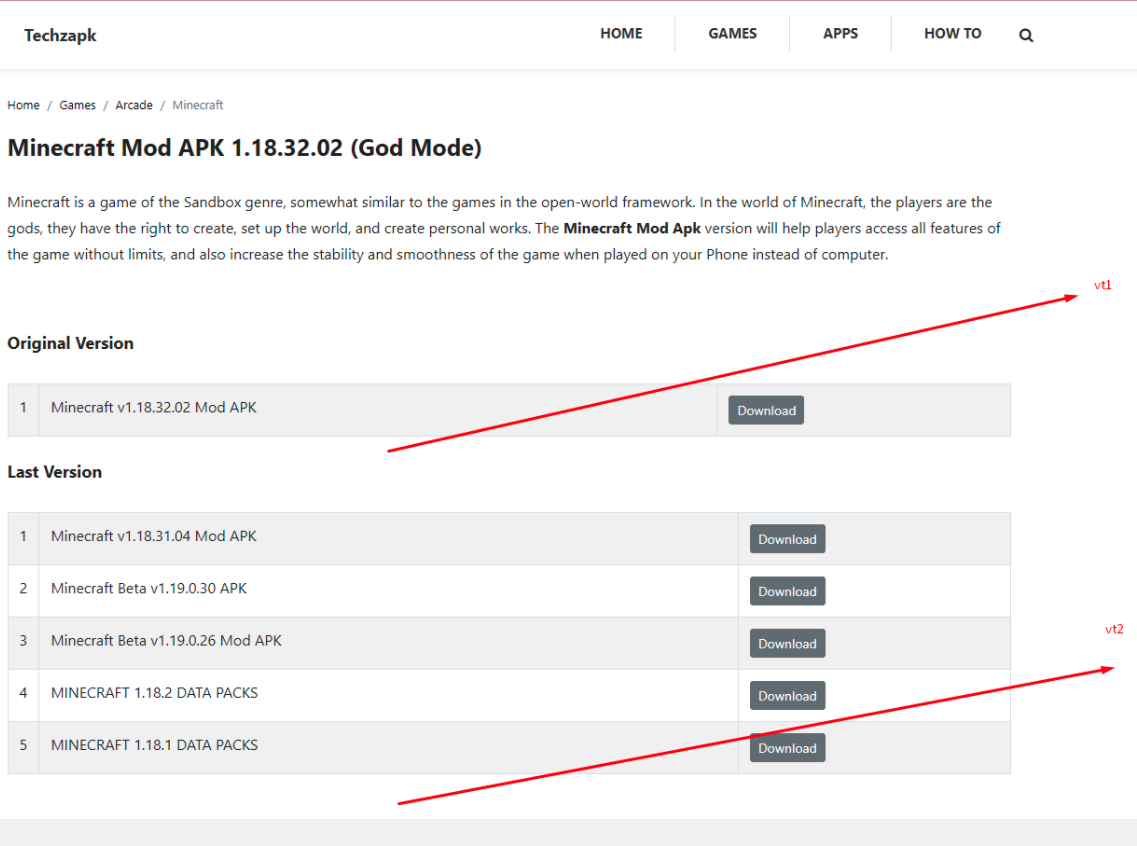 Techzapk
HOME
GAMES
APPS
HOW TO
Home / Games / Arcade / Minecraft
Minecraft Mod APK 1.18.32.02 (God Mode)
Minecraft is a game of the Sandbox genre, somewhat similar to the games in the open-world framework. In the world of Minecraft, the players are the
gods, they have the right to create, set up the world, and create personal works. The Minecraft Mod Apk version will help players access all features of
the game without limits, and also increase the stability and smoothness of the game when played on your Phone instead of computer.
vt1
Original Version
1 Minecraft v1.18.32.02 Mod APK Download
Last Version
1 Minecraft v1.18.31.04 Mod APK Download
2 Minecraft Beta v1.19.0.30 APK Download
vt2
3 Minecraft Beta v1.19.0.26 Mod APK Download
4 MINECRAFT 1.18.2 DATA PACKS Download
5 MINECRAFT 1.18.1 DATA PACKS Download